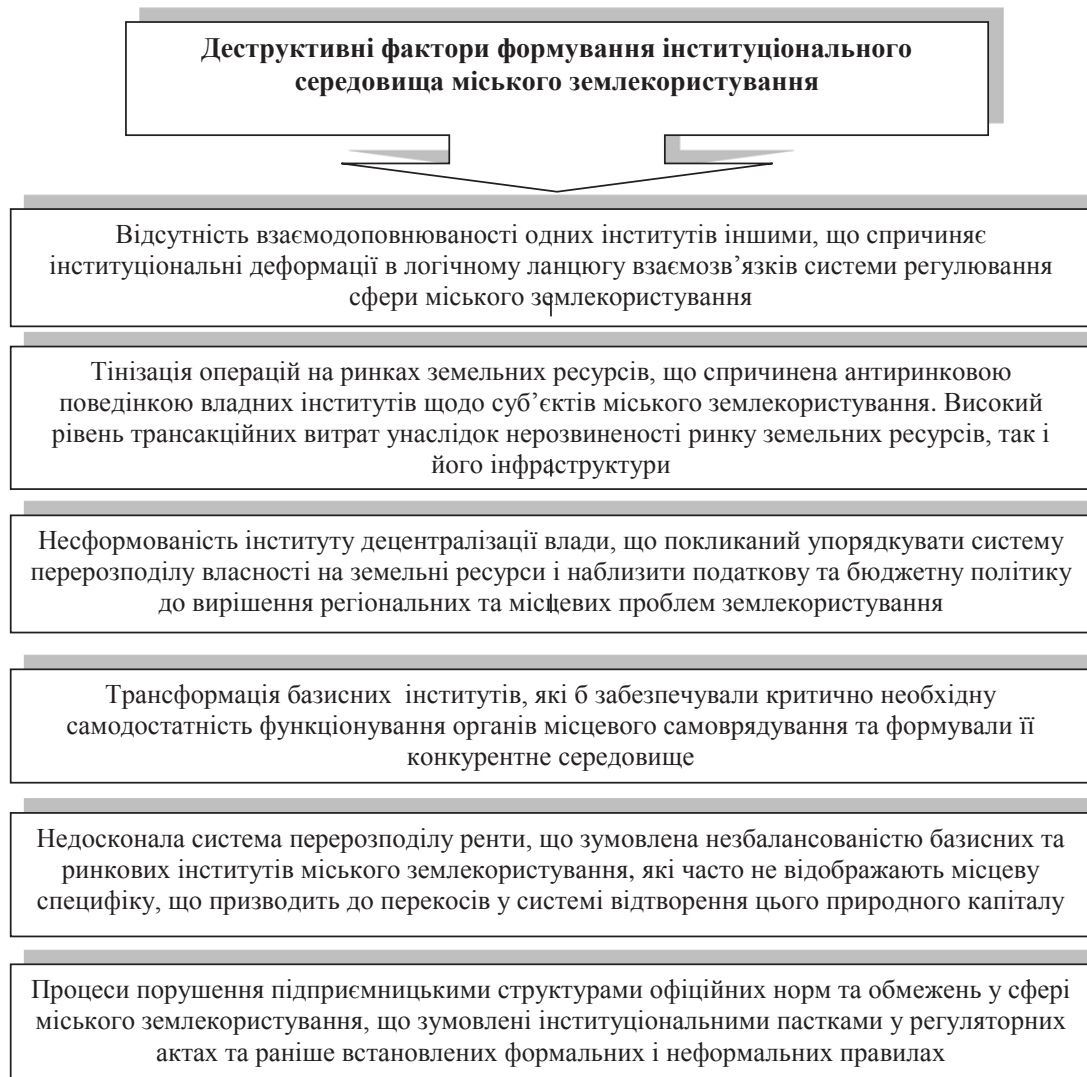 Деструктивні фактори формування інституціонального
середовища міського землекористування
Відсутність взаємодоповнюваності одних інститутів іншими, що спричиняє
інституціональні деформації в логічному ланцюгу взаємозв’язків системи регулювання
сфери міського землекористування
Тінізація операцій на ринках земельних ресурсів, що спричинена антиринковою
поведінкою владних інститутів щодо суб’єктів міського землекористування. Високий
рівень трансакційних витрат унаслідок нерозвиненості ринку земельних ресурсів, так і
його інфраструктури
Несформованість інституту децентралізації влади, що покликаний упорядкувати систему
перерозподілу власності на земельні ресурси і наблизити податкову та бюджетну політику
до вирішення регіональних та місцевих проблем землекористування
Трансформація базисних інститутів, які б забезпечували критично необхідну
самодостатність функціонування органів місцевого самоврядування та формували її
конкурентне середовище
Недосконала система перерозподілу ренти, що зумовлена незбалансованістю базисних та
ринкових інститутів міського землекористування, які часто не відображають місцеву
специфіку, що призводить до перекосів у системі відтворення цього природного капіталу
Процеси порушення підприємницькими структурами офіційних норм та обмежень у сфері
міського землекористування, що зумовлені інституціональними пастками у регуляторних
актах та раніше встановлених формальних і неформальних правилах